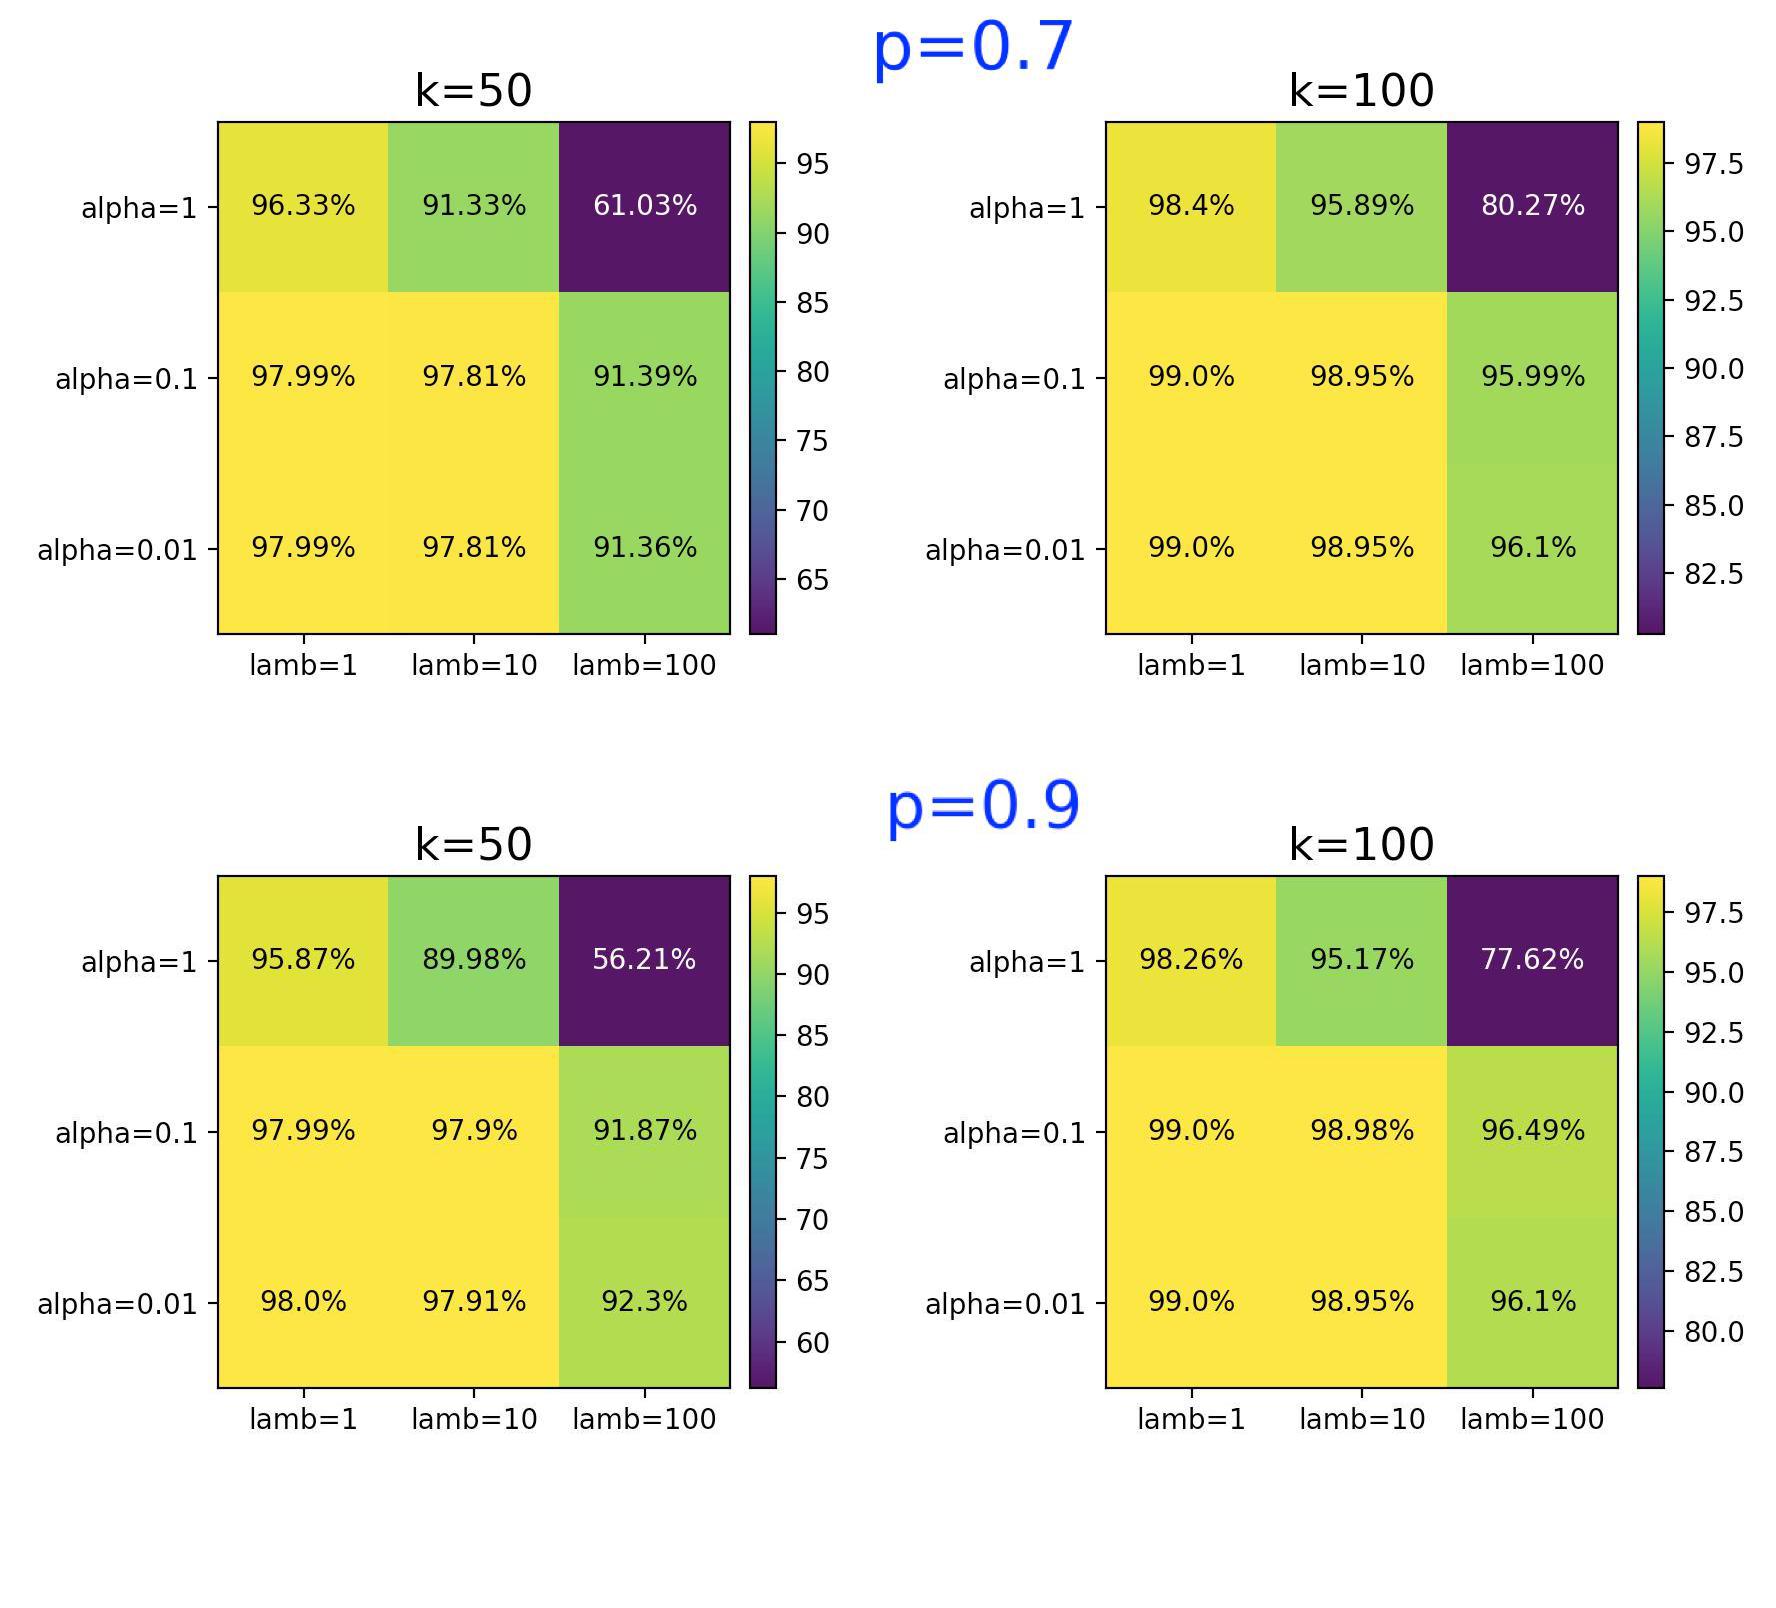 p=0.7
k=50
k=100
alpha=1 96.33% 91.33% 61.03%
alpha=0.1 97.99% 97.81% 91.39%
alpha=0.01 97.99% 97.81% 91.36%
lamb=1 lamb=10 lamb=100
95
90
85
80
75
70
65
alpha=1 98.4% 95.89% 80.27%
alpha=0.1 99.0% 98.95% 95.99%
alpha=0.01 99.0% 98.95% 96.1%
lamb=1 lamb=10 lamb=100
97.5
95.0
92.5
90.0
87.5
85.0
82.5
p=0.9
k=50
k=100
alpha=1 95.87% 89.98% 56.21%
alpha=0.1 97.99% 97.9% 91.87%
alpha=0.01 98.0% 97.91% 92.3%
lamb=1 lamb=10 lamb=100
95
90
85
80
75
70
65
60
alpha=1 98.26% 95.17% 77.62%
alpha=0.1 99.0% 98.98% 96.49%
alpha=0.01 99.0% 98.95% 96.1%
lamb=1 lamb=10 lamb=100
97.5
95.0
92.5
90.0
87.5
85.0
82.5
80.0